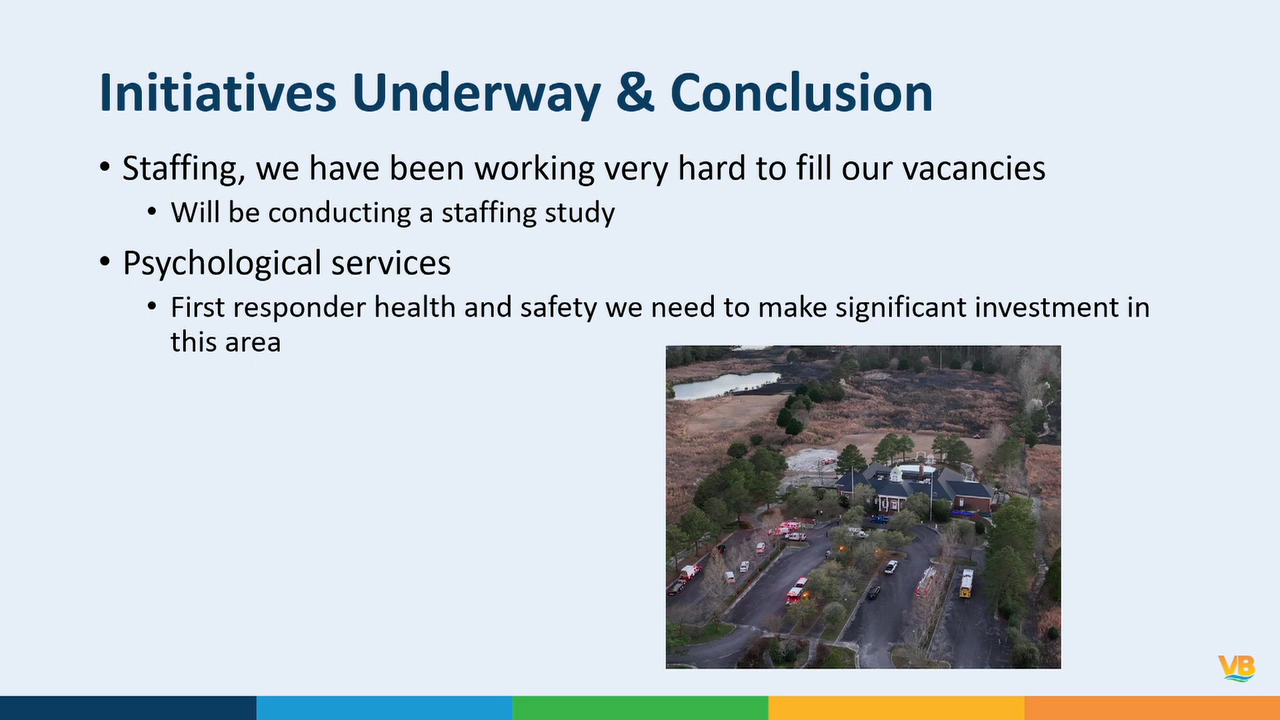 Initiatives Underway & Conclusion
• Staffing, we have been working very hard to fill our vacancies
• Will be conducting a staffing study
• Psychological services
• First responder health and safety we need to make significant investment in
this area
VB